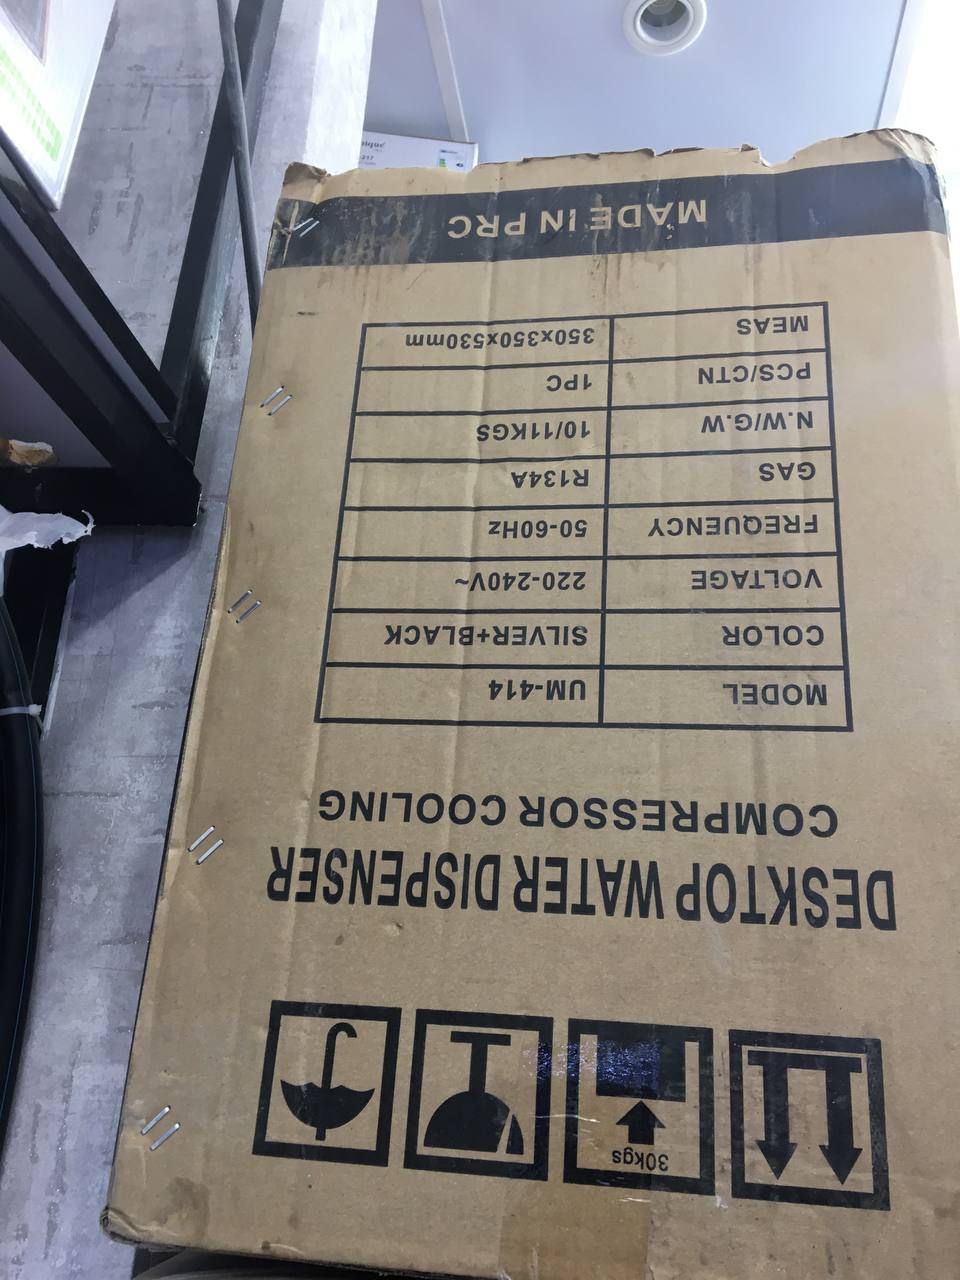 30kgs
DESKTOP WATER DISPENSER
COMPRESSOR COOLING
MODEL UM-414
COLOR SILVER+BLACK
VOLTAGE 220-240V~
FREQUENCY 50-60Hz
GAS R134A
N.W/G.W 10/11KGS
PCS/CTN 1PC
MEAS 350x350x530mm
MADE IN PRC
217